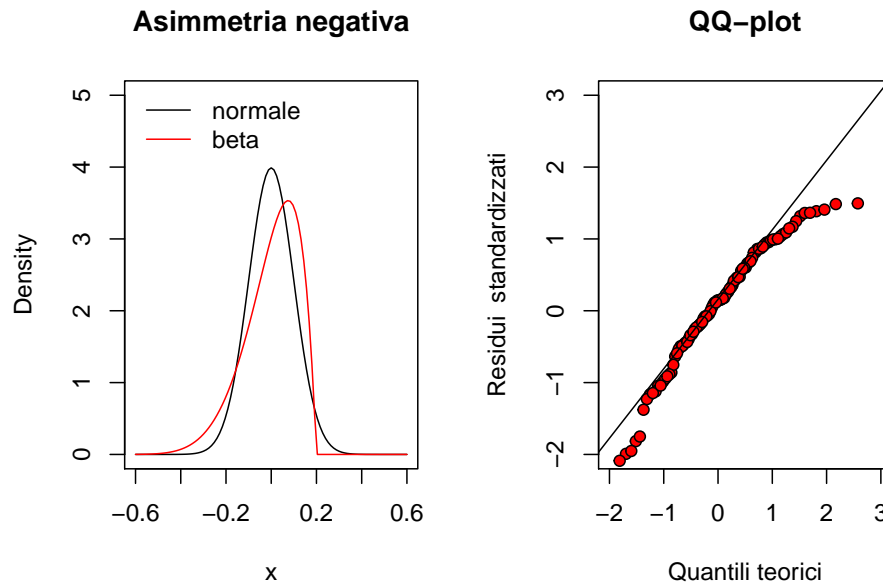 Asimmetria negativa
normale
beta
Density
0
1
2
3
4
5
−0.6
−0.2
0.2
0.6
x
QQ−plot
Residui standardizzati
−2
−1
0
1
2
3
−2
−1
0
1
2
3
Quantili teorici